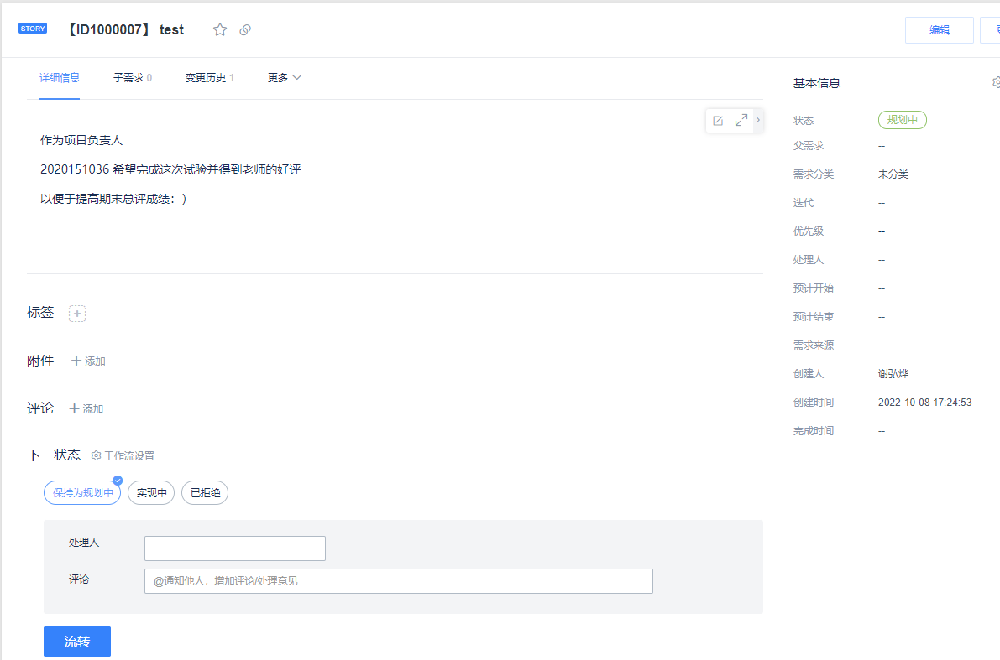 STORY 【ID1000007】 test
编辑
详细信息 子需求 0 变更历史 1 更多
作为项目负责人
2020151036 希望完成这次试验并得到老师的好评
以便于提高期末总评成绩：)
标签 +
附件 + 添加
评论 + 添加
下一状态 工作流设置
保持为规划中 实现中 已拒绝
处理人
评论 @通知他人，增加评论/处理意见
流转
基本信息
状态 规划中
父需求 --
需求分类 未分类
迭代 --
优先级 --
处理人 --
预计开始 --
预计结束 --
需求来源 --
创建人 谢弘烨
创建时间 2022-10-08 17:24:53
完成时间 --